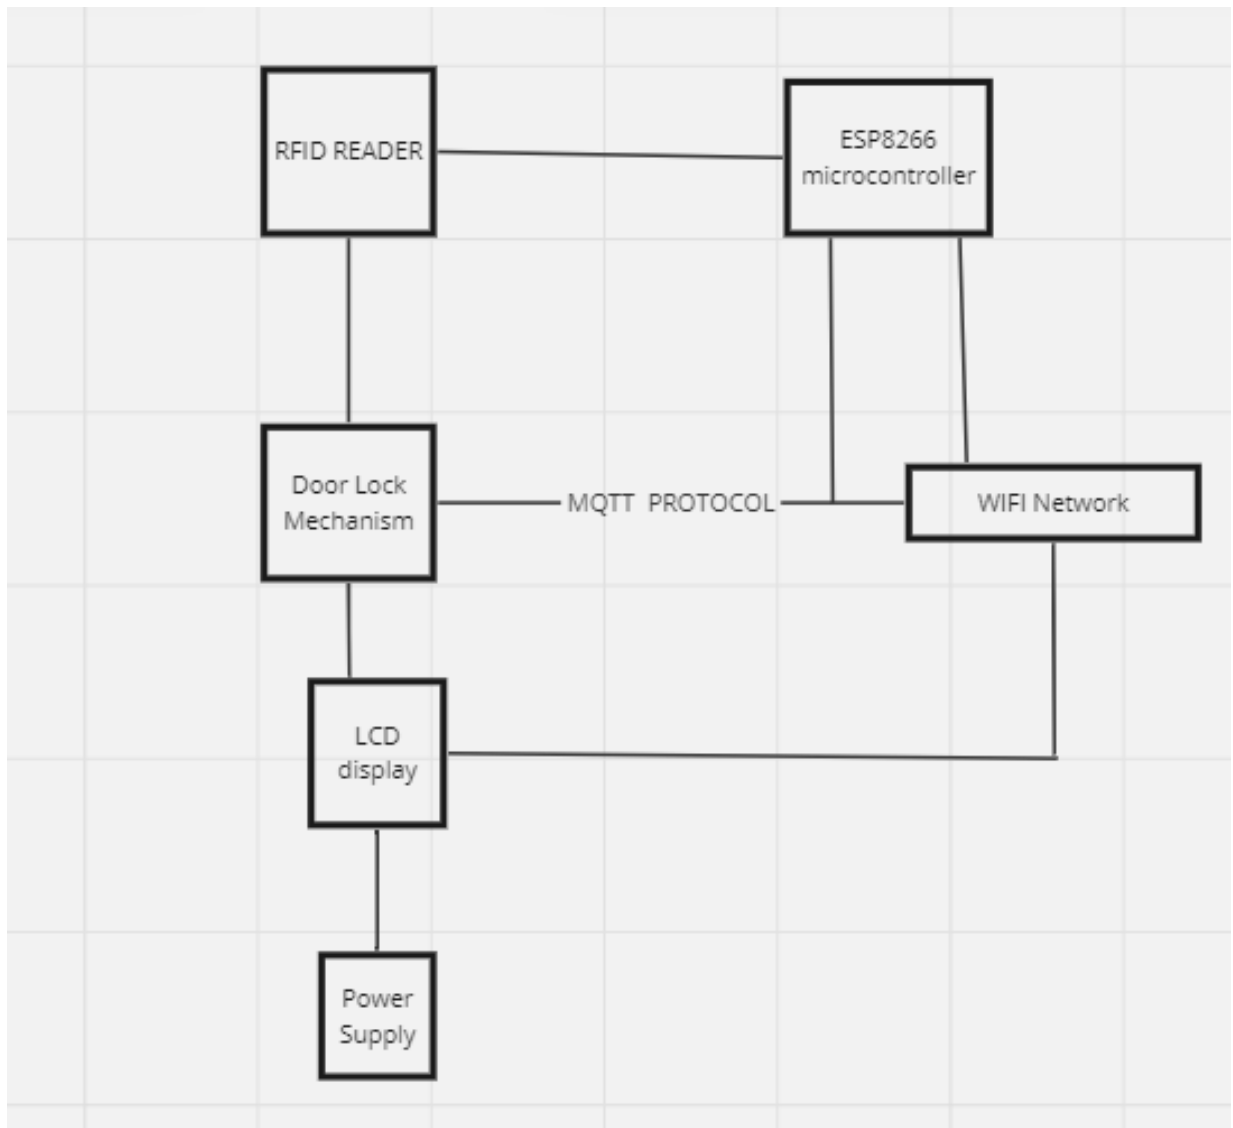 RFID READER
ESP8266
microcontroller
Door Lock
Mechanism
MQTT  PROTOCOL
WIFI Network
LCD
display
Power
Supply